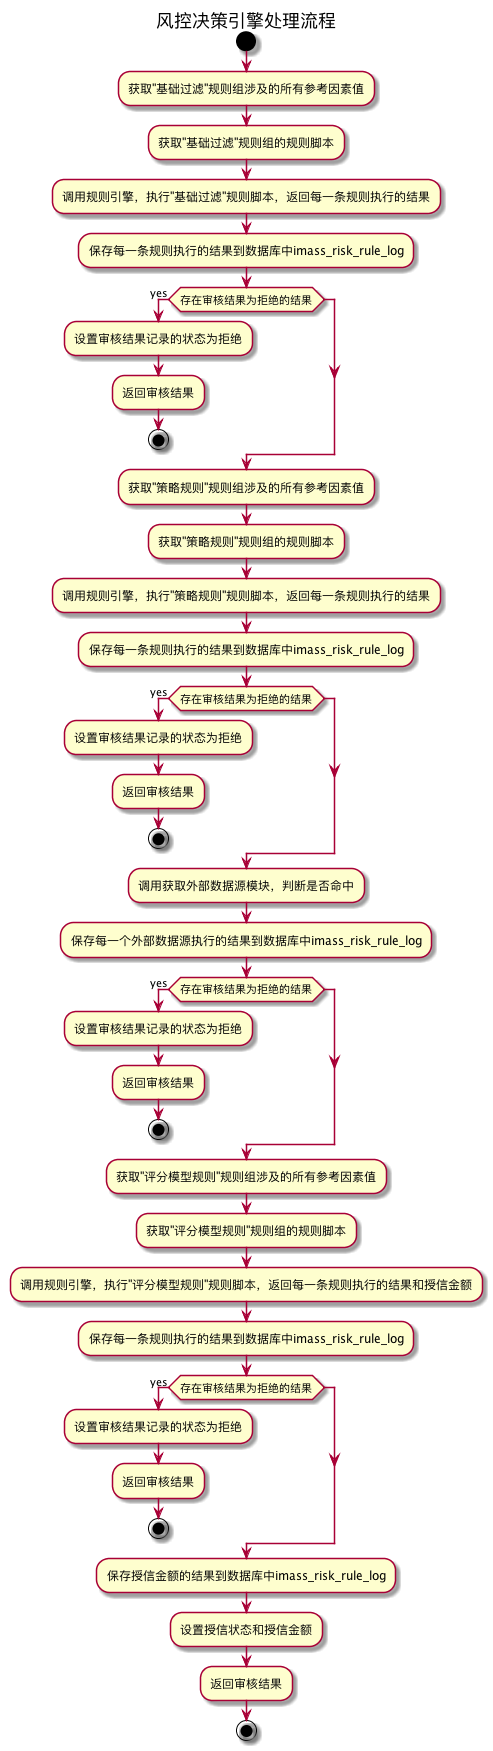 风控决策引擎处理流程
获取"基础过滤"规则组涉及的所有参考因素值
获取"基础过滤"规则组的规则脚本
调用规则引擎，执行"基础过滤"规则脚本，返回每一条规则执行的结果
保存每一条规则执行的结果到数据库中imass_risk_rule_log
yes
存在审核结果为拒绝的结果
设置审核结果记录的状态为拒绝
返回审核结果
获取"策略规则"规则组涉及的所有参考因素值
获取"策略规则"规则组的规则脚本
调用规则引擎，执行"策略规则"规则脚本，返回每一条规则执行的结果
保存每一条规则执行的结果到数据库中imass_risk_rule_log
yes
存在审核结果为拒绝的结果
设置审核结果记录的状态为拒绝
返回审核结果
调用获取外部数据源模块，判断是否命中
保存每一个外部数据源执行的结果到数据库中imass_risk_rule_log
yes
存在审核结果为拒绝的结果
设置审核结果记录的状态为拒绝
返回审核结果
获取"评分模型规则"规则组涉及的所有参考因素值
获取"评分模型规则"规则组的规则脚本
调用规则引擎，执行"评分模型规则"规则脚本，返回每一条规则执行的结果和授信金额
保存每一条规则执行的结果到数据库中imass_risk_rule_log
yes
存在审核结果为拒绝的结果
设置审核结果记录的状态为拒绝
返回审核结果
保存授信金额的结果到数据库中imass_risk_rule_log
设置授信状态和授信金额
返回审核结果